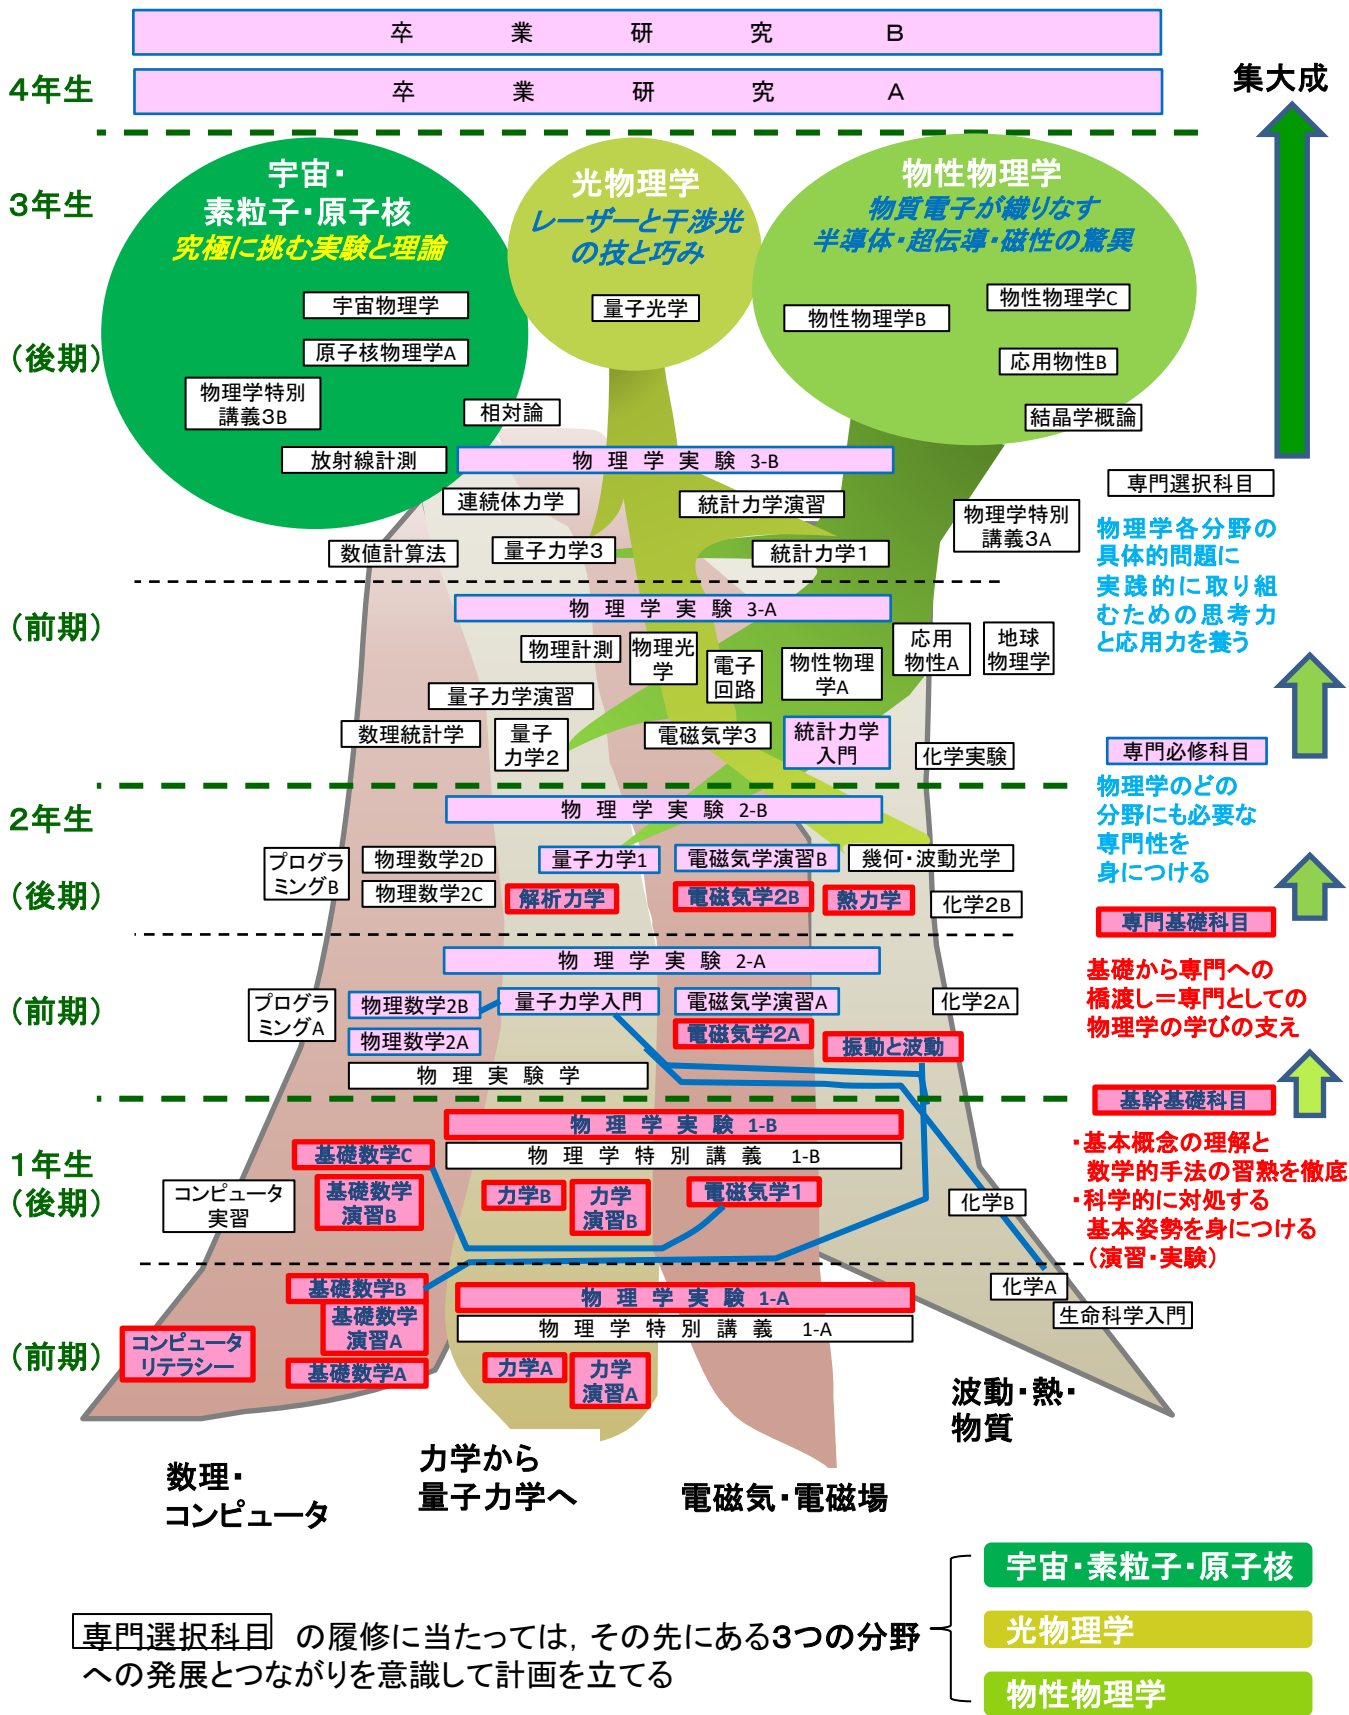 卒業研究B
4年生
卒業研究A
集大成
3年生
宇宙・
素粒子・原子核
究極に挑む実験と理論
光物理学
レーザーと干渉光
の技と巧み
物性物理学
物質電子が織りなす
半導体・超伝導・磁性の驚異
宇宙物理学
量子光学
物性物理学B
物性物理学C
(後期)
原子核物理学A
応用物性B
物理学特別
講義3B
相対論
結晶学概論
放射線計測
物理学実験 3-B
専門選択科目
連続体力学
統計力学演習
物理学特別
講義3A
数値計算法
量子力学3
統計力学1
物理学各分野の
具体的問題に
実践的に取り組
むための思考力
と応用力を養う
(前期)
物理学実験 3-A
物理計測
物理光
学
電子
回路
物性物理
学A
応用
物性A
地球
物理学
量子力学演習
数理統計学
量子
力学2
電磁気学3
統計力学
入門
化学実験
専門必修科目
物理学のどの
分野にも必要な
専門性を
身につける
2年生
物理学実験 2-B
プログラ
ミングB
物理数学2D
量子力学1
電磁気学演習B
幾何・波動光学
(後期)
物理数学2C
解析力学
電磁気学2B
熱力学
化学2B
専門基礎科目
物理学実験 2-A
基礎から専門への
橋渡し＝専門としての
物理学の学びの支え
(前期)
プログラ
ミングA
物理数学2B
量子力学入門
電磁気学演習A
化学2A
物理数学2A
電磁気学2A
振動と波動
物理実験学
基幹基礎科目
・基本概念の理解と
数学的手法の習熟を徹底
・科学的に対処する
基本姿勢を身につける
(演習・実験)
1年生
(後期)
物理学実験 1-B
基礎数学C
物理学特別講義 1-B
コンピュータ
実習
基礎数学
演習B
力学B
力学
演習B
電磁気学1
化学B
基礎数学B
物理学実験 1-A
化学A
基礎数学
演習A
物理学特別講義 1-A
生命科学入門
(前期)
コンピュータ
リテラシー
基礎数学A
力学A
力学
演習A
波動・熱・
物質
数理・
コンピュータ
力学から
量子力学へ
電磁気・電磁場
宇宙・素粒子・原子核
専門選択科目 の履修に当たっては，その先にある3つの分野
への発展とつながりを意識して計画を立てる
光物理学
物性物理学